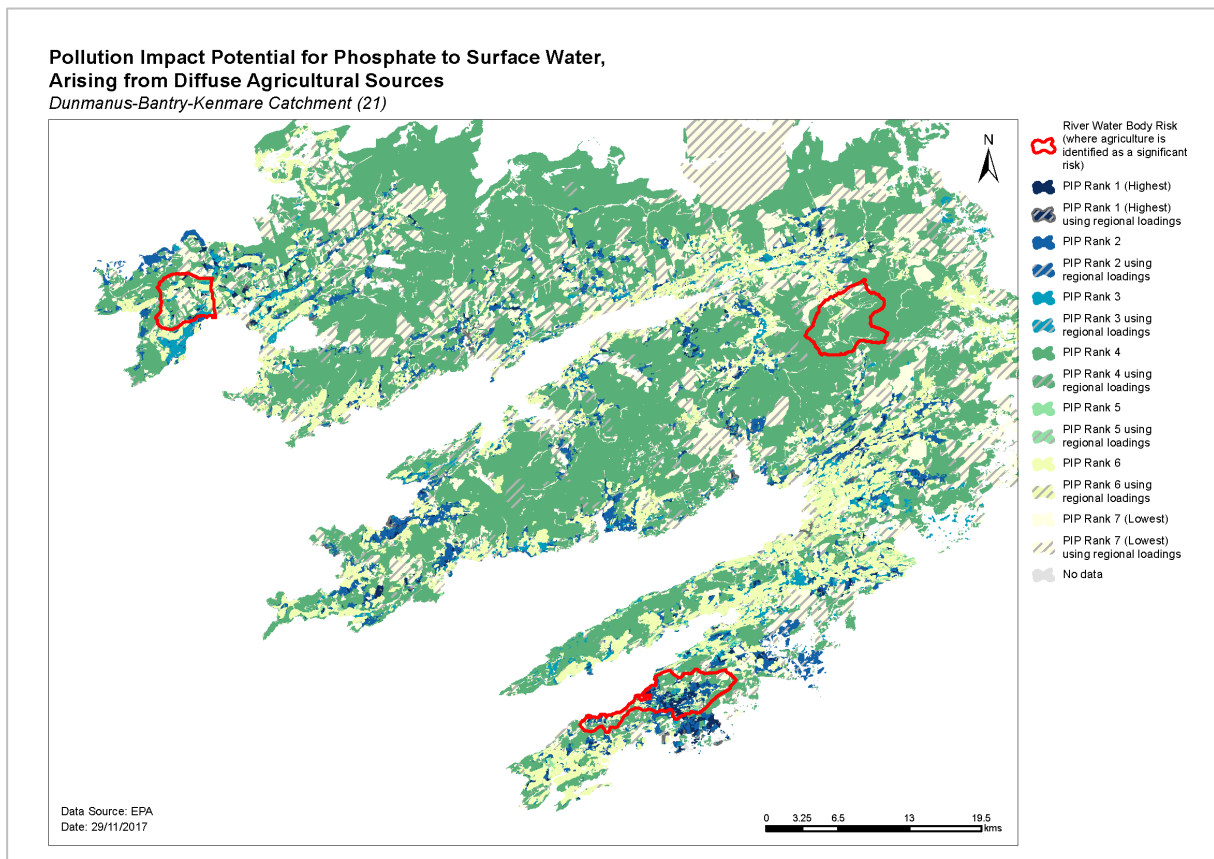 Pollution Impact Potential for Phosphate to Surface Water,
Arising from Diffuse Agricultural Sources
Dunmanus-Bantry-Kenmare Catchment (21)
N
River Water Body Risk
(where agriculture is
identified as a significant
risk)
PIP Rank 1 (Highest)
PIP Rank 1 (Highest)
using regional loadings
PIP Rank 2
PIP Rank 2 using
regional loadings
PIP Rank 3
PIP Rank 3 using
regional loadings
PIP Rank 4
PIP Rank 4 using
regional loadings
PIP Rank 5
PIP Rank 5 using
regional loadings
PIP Rank 6
PIP Rank 6 using
regional loadings
PIP Rank 7 (Lowest)
PIP Rank 7 (Lowest)
using regional loadings
No data
Data Source: EPA
Date: 29/11/2017
0 3.25 6.5 13 19.5
kms